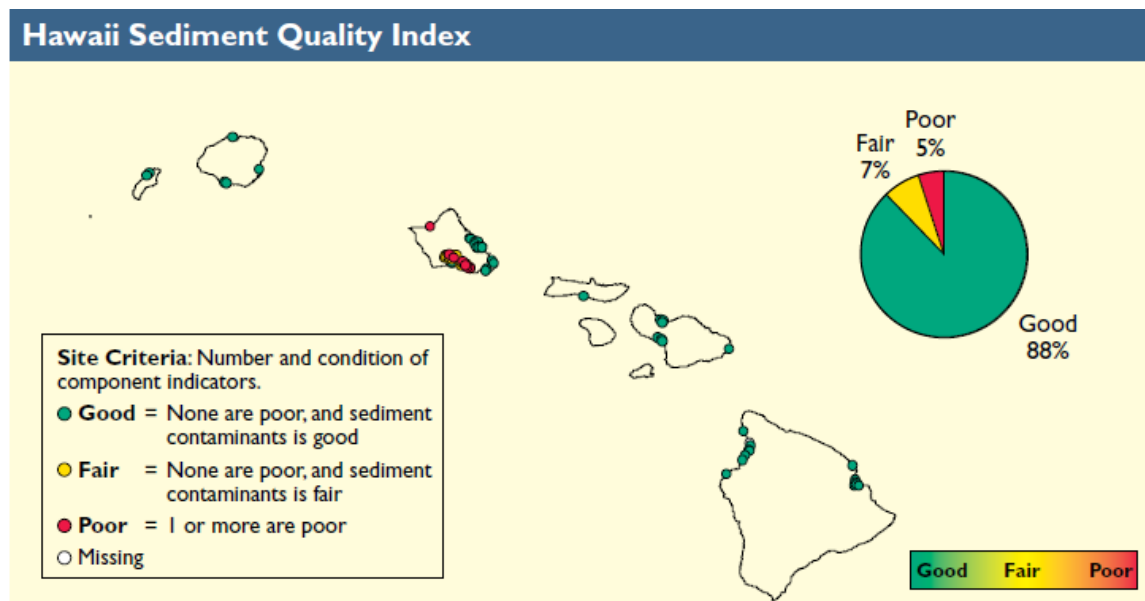 Hawaii Sediment Quality Index
Poor
5%
Fair
7%
Good
88%
Site Criteria: Number and condition of
component indicators.
Good = None are poor, and sediment
contaminants is good
Fair = None are poor, and sediment
contaminants is fair
Poor = 1 or more are poor
Missing
Good Fair Poor